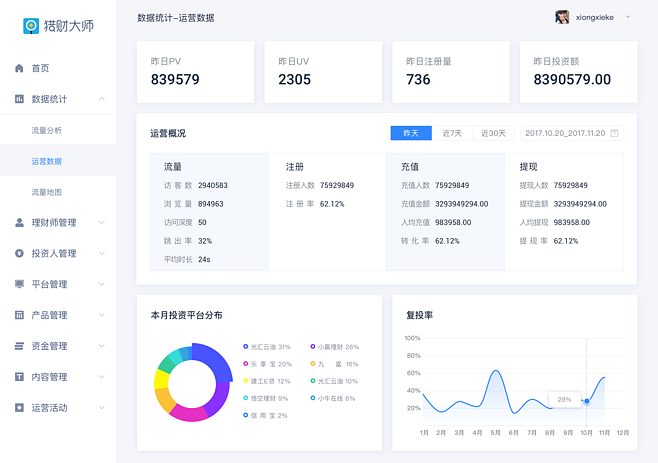 猎财大师
数据统计-运营数据
xiongxieke
首页
数据统计
流量分析
运营数据
流量地图
理财师管理
投资人管理
平台管理
产品管理
资金管理
内容管理
运营活动
昨日PV
839579
昨日UV
2305
昨日注册量
736
昨日投资额
8390579.00
运营概况
昨天 近7天 近30天 2017.10.20_2017.11.20
流量
访客数 2940583
浏览量 894963
访问深度 50
跳出率 32%
平均时长 24s
注册
注册人数 75929849
注册率 62.12%
充值
充值人数 75929849
充值金额 3293949294.00
人均充值 983958.00
转化率 62.12%
提现
提现人数 75929849
提现金额 3293949294.00
人均提现 983958.00
提现率 62.12%
本月投资平台分布
光汇云油 31% 小赢理财 26%
乐享宝 20% 九富 16%
建工E贷 12% 光汇云油 10%
悟空理财 9% 小牛在线 6%
信用宝 2%
复投率
100%
80%
60%
40%
20%
28%
1月 2月 3月 4月 5月 6月 7月 8月 9月 10月 11月 12月